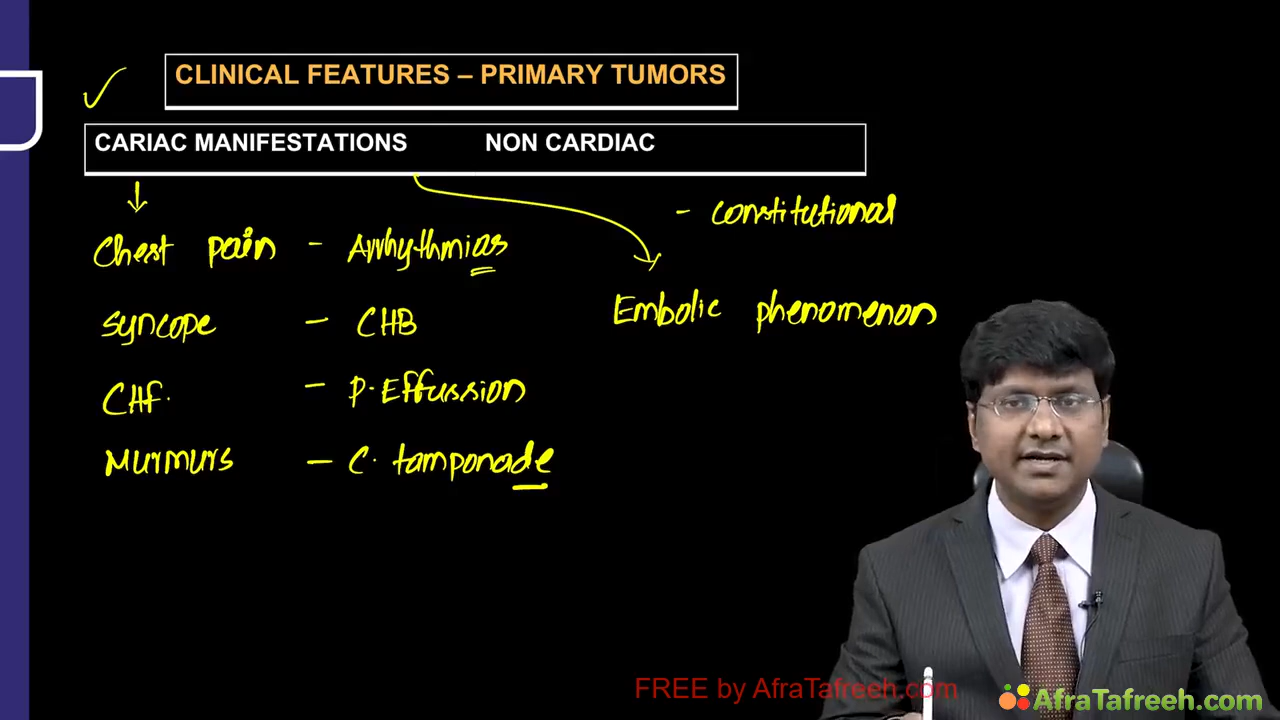 CLINICAL FEATURES – PRIMARY TUMORS
CARIAC MANIFESTATIONS NON CARDIAC
- Constitutional
Chest pain - Arrhythmias
Embolic phenomenon
Syncope - CHB
CHf.
- P. Effussion
Murmurs - C. tamponade
FREE by AfraTafreeh.com
AfraTafreeh.com